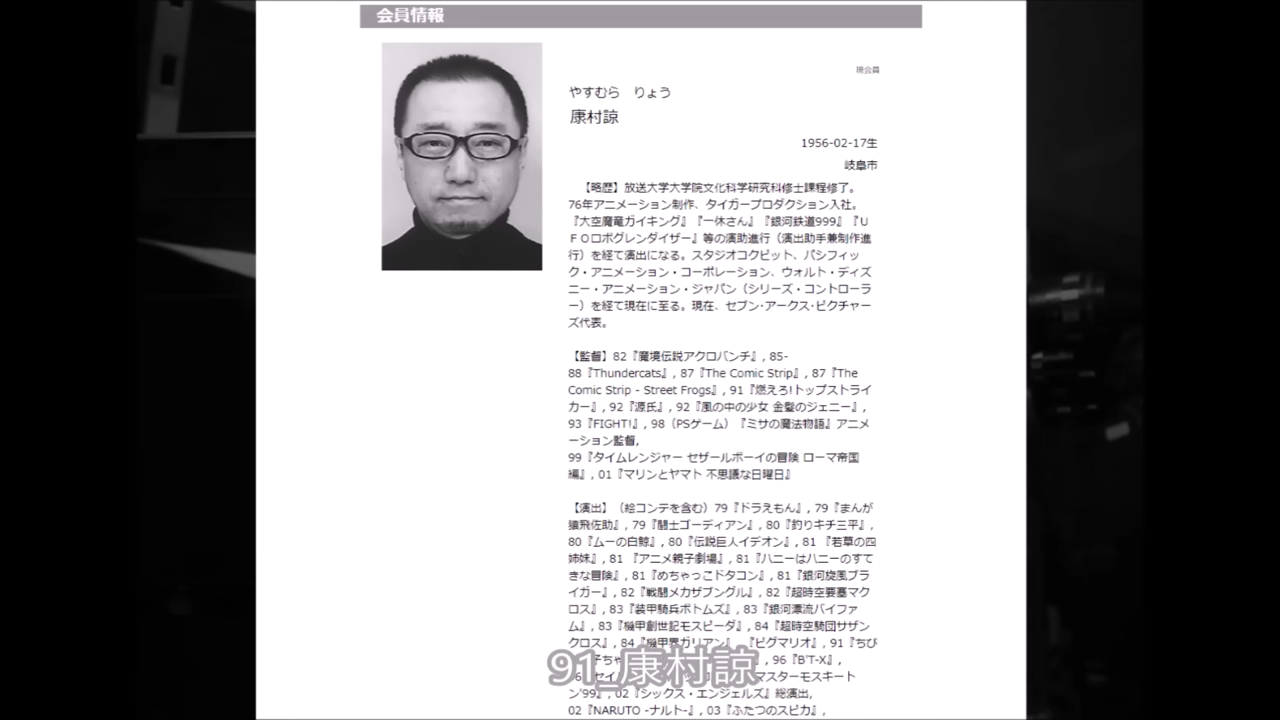 会員情報
現会員
やすむら　りょう
康村諒
1956-02-17生
岐阜市
【略歴】放送大学大学院文化科学研究科修士課程修了。
76年アニメーション制作、タイガープロダクション入社。
『大空魔竜ガイキング』『一休さん』『銀河鉄道999』『Ｕ
ＦＯロボグレンダイザー』等の演助進行（演出助手兼制作進
行）を経て演出になる。スタジオコクピット、パシフィッ
ク・アニメーション・コーポレーション、ウォルト・ディズ
ニー・アニメーション・ジャパン（シリーズ・コントローラ
ー）を経て現在に至る。現在、セブン･アークス･ピクチャー
ズ代表。
【監督】82『魔境伝説アクロバンチ』, 85-
88『Thundercats』, 87『The Comic Strip』, 87『The
Comic Strip - Street Frogs』, 91『燃えろ!トップストライ
カー』, 92『源氏』, 92『風の中の少女 金髪のジェニー』,
93『FIGHT!』, 98（PSゲーム）『ミサの魔法物語』アニメ
ーション監督,
99『タイムレンジャー セザールボーイの冒険 ローマ帝国
編』, 01『マリンとヤマト 不思議な日曜日』
【演出】（絵コンテを含む）79『ドラえもん』, 79『まんが
猿飛佐助』, 79『闘士ゴーディアン』, 80『釣りキチ三平』,
80『ムーの白鯨』, 80『伝説巨人イデオン』, 81 『若草の四
姉妹』, 81 『アニメ親子劇場』, 81『ハニーはハニーのすて
きな冒険』, 81『めちゃっこドタコン』, 81『銀河旋風ブラ
イガー』, 82『戦闘メカザブングル』, 82『超時空要塞マク
ロス』, 83『装甲騎兵ボトムズ』, 83『銀河漂流バイファ
ム』, 83『機甲創世記モスピーダ』, 84『超時空騎団サザン
クロス』, 84『機甲界ガリアン』, 『ピグマリオ』, 91『ちび
子ちゃ 』, 96『B'T-X』,
セイ マスターモスキート
ン'99』, 02『シックス・エンジェルズ』総演出,
02『NARUTO -ナルト-』, 03『ふたつのスピカ』,
91_康村諒